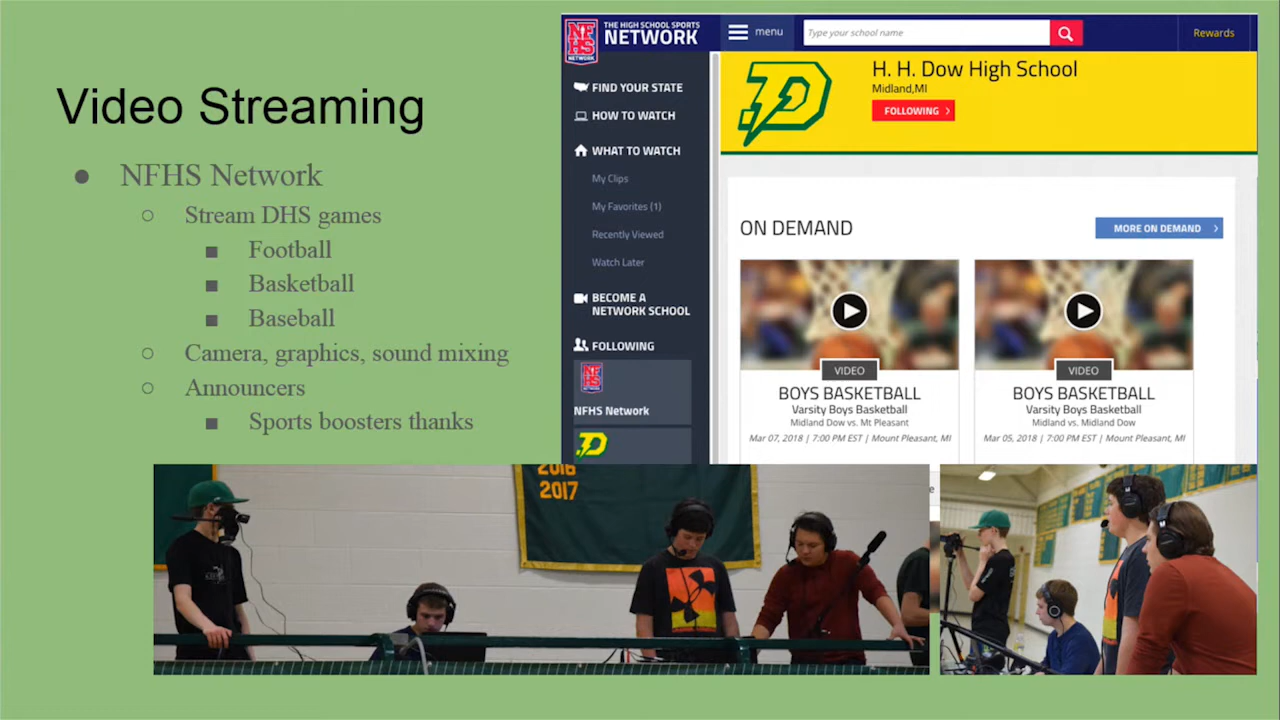 Video Streaming
● NFHS Network
○ Stream DHS games
■ Football
■ Basketball
■ Baseball
○ Camera, graphics, sound mixing
○ Announcers
■ Sports boosters thanks
NFHS
NETWORK
THE HIGH SCHOOL SPORTS
NETWORK
menu
Type your school name
Rewards
FIND YOUR STATE
HOW TO WATCH
WHAT TO WATCH
My Clips
My Favorites (1)
Recently Viewed
Watch Later
BECOME A
NETWORK SCHOOL
FOLLOWING
NFHS
NFHS Network
D
D
H. H. Dow High School
Midland,MI
FOLLOWING >
ON DEMAND
MORE ON DEMAND >
VIDEO
BOYS BASKETBALL
Varsity Boys Basketball
Midland Dow vs. Mt Pleasant
Mar 07, 2018 | 7:00 PM EST | Mount Pleasant, MI
VIDEO
BOYS BASKETBALL
Varsity Boys Basketball
Midland vs. Midland Dow
Mar 05, 2018 | 7:00 PM EST | Mount Pleasant, MI
e
2016
2017